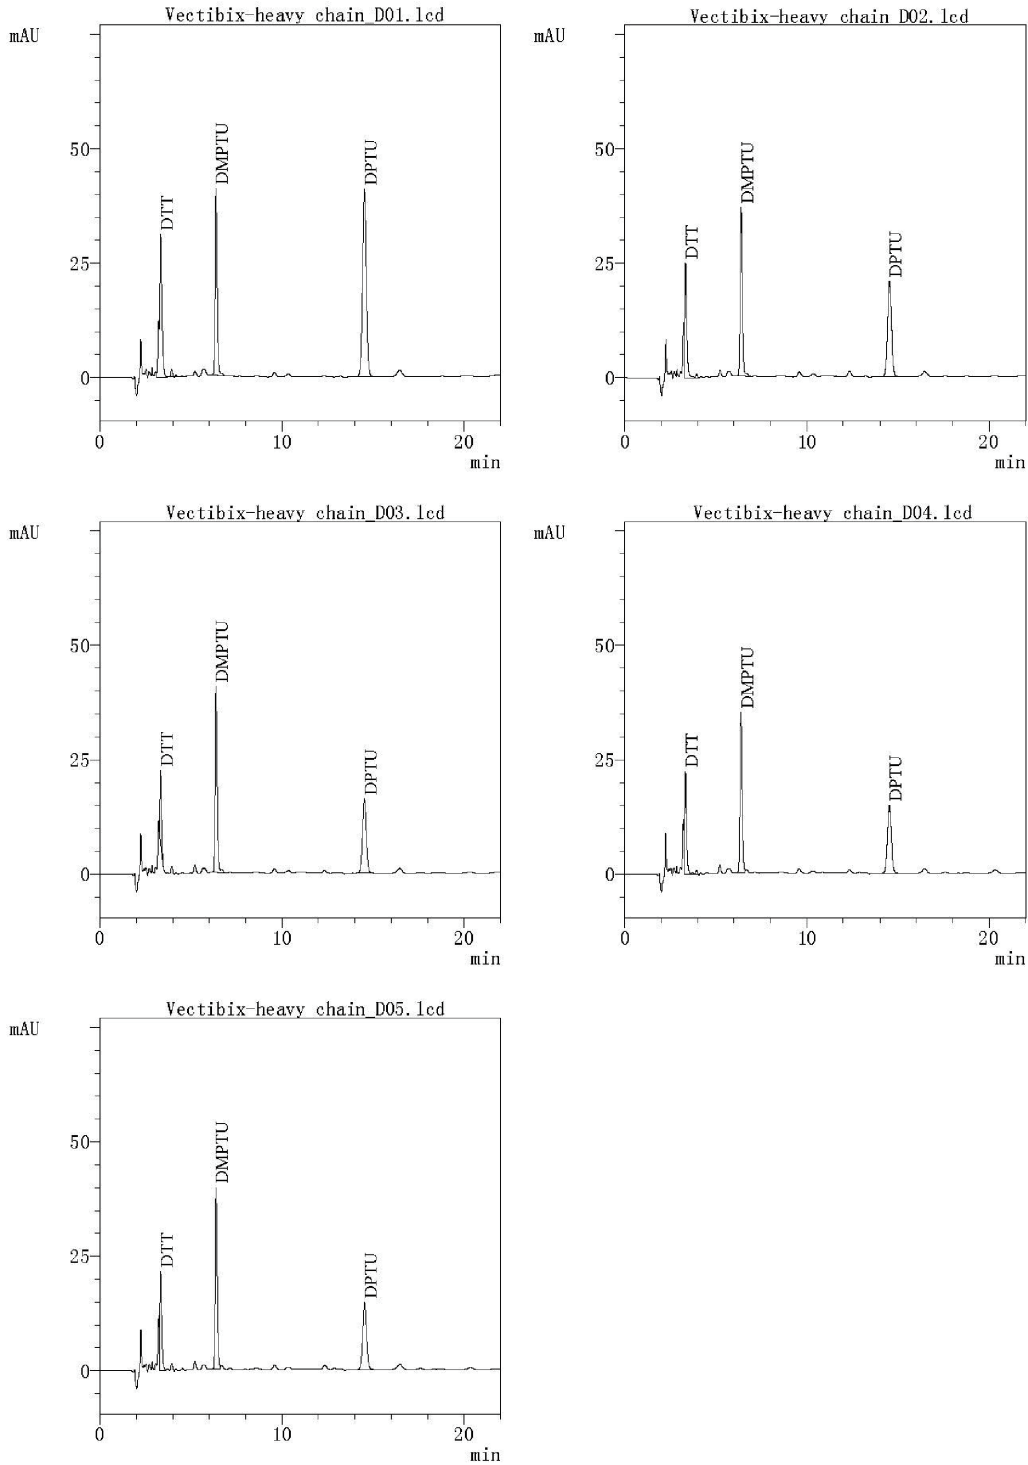 Vectibix-heavy chain_D01.lcd
mAU
50
25
0
DTT
DMPTU
DPTU
0 10 20
min
Vectibix-heavy chain D02.lcd
mAU
50
25
0
DTT
DMPTU
DPTU
0 10 20
min
Vectibix-heavy chain_D03.lcd
mAU
50
25
0
DTT
DMPTU
DPTU
0 10 20
min
Vectibix-heavy chain_D04.lcd
mAU
50
25
0
DTT
DMPTU
DPTU
0 10 20
min
Vectibix-heavy chain_D05.lcd
mAU
50
25
0
DTT
DMPTU
DPTU
0 10 20
min